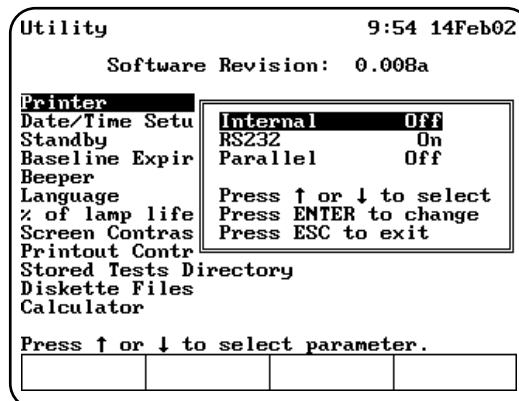 Utility 9:54 14Feb02
Software Revision: 0.008a
Printer
Date/Time Setu
Standby
Baseline Expir
Beeper
Language
% of lamp life
Screen Contras
Printout Contr
Stored Tests Directory
Diskette Files
Calculator
Internal Off
RS232 On
Parallel Off
Press ↑ or ↓ to select
Press ENTER to change
Press ESC to exit
Press ↑ or ↓ to select parameter.